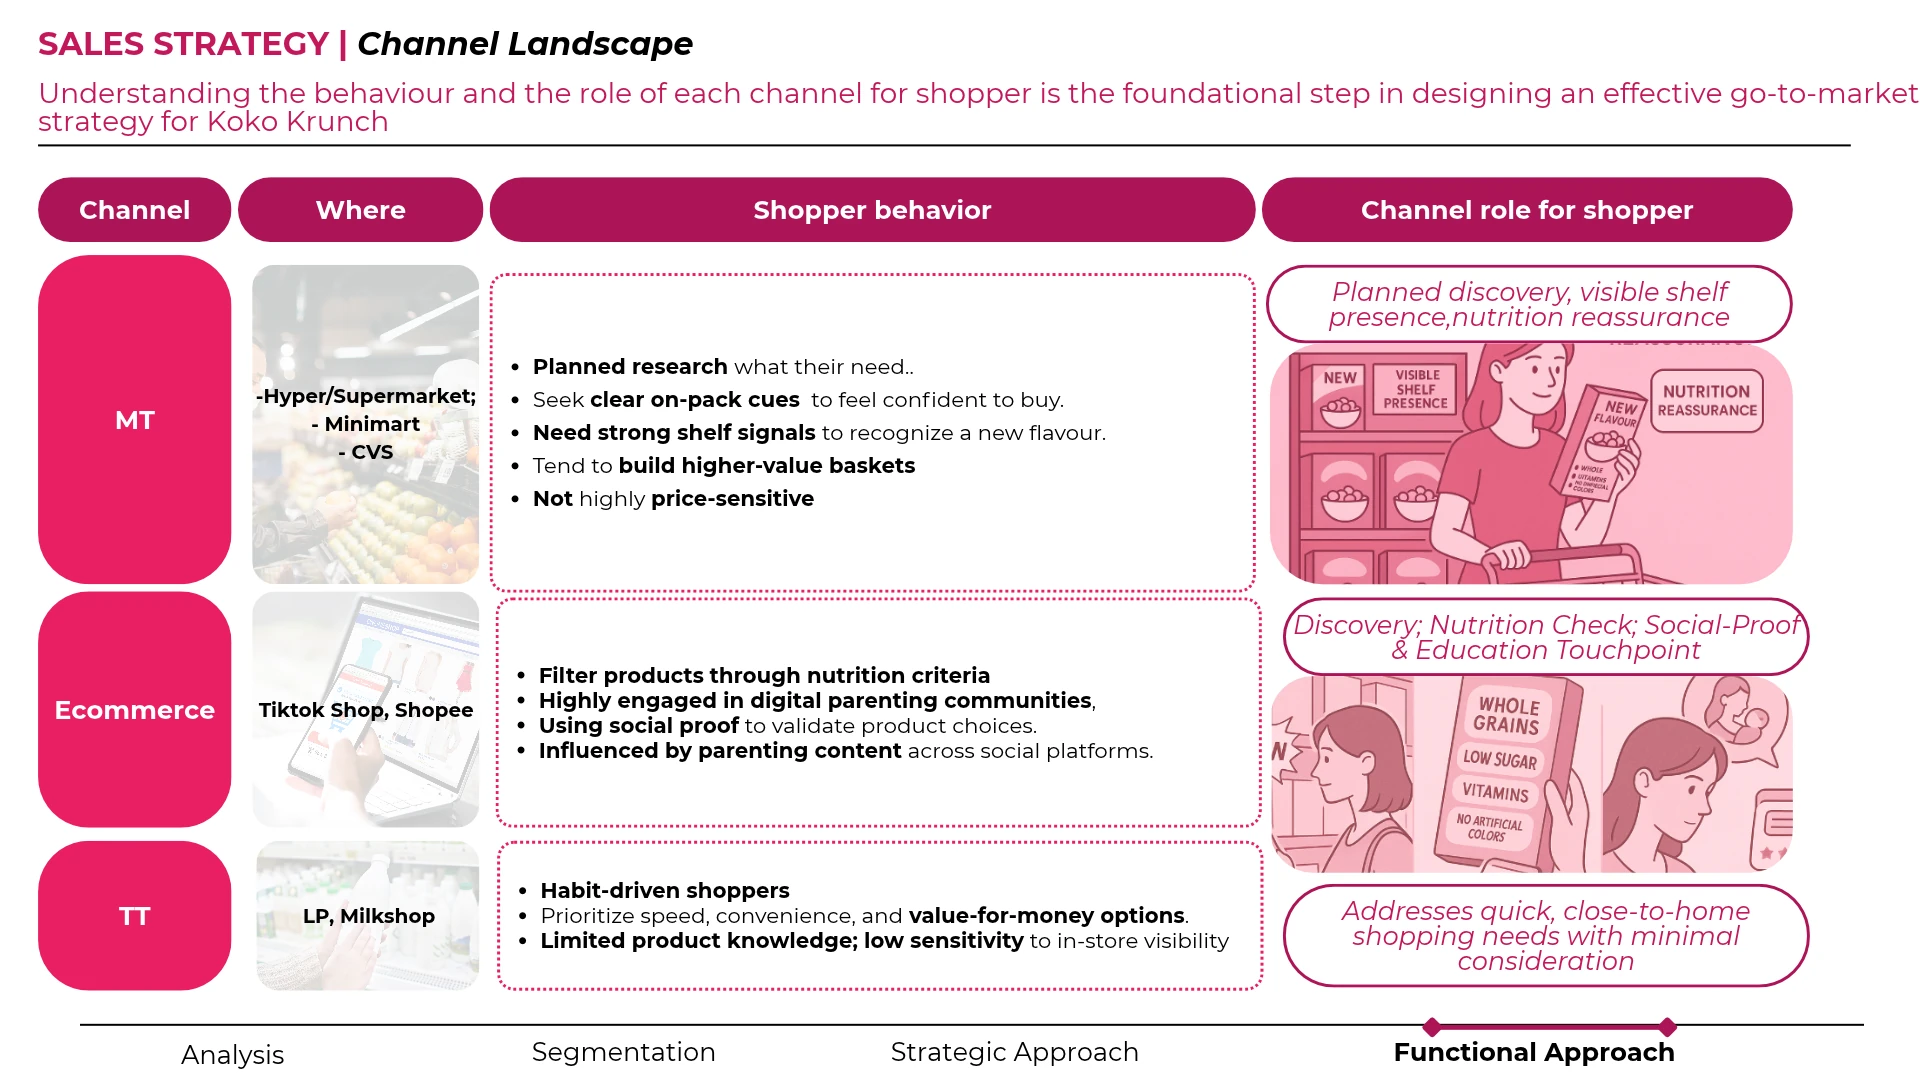 SALES STRATEGY | Channel Landscape
Understanding the behaviour and the role of each channel for shopper is the foundational step in designing an effective go-to-market
strategy for Koko Krunch
Channel
Where
Shopper behavior
Channel role for shopper
MT
-Hyper/Supermarket;
- Minimart
- CVS
• Planned research what their need..
• Seek clear on-pack cues to feel confident to buy.
• Need strong shelf signals to recognize a new flavour.
• Tend to build higher-value baskets
• Not highly price-sensitive
Planned discovery, visible shelf
presence,nutrition reassurance
NEW
VISIBLE
SHELF
PRESENCE
NEW
FLAVOUR
WHOLE
VITAMINS
COLORS
NUTRITION
REASSURANCE
Ecommerce
Tiktok Shop, Shopee
• Filter products through nutrition criteria
• Highly engaged in digital parenting communities,
• Using social proof to validate product choices.
• Influenced by parenting content across social platforms.
Discovery; Nutrition Check; Social-Proof
& Education Touchpoint
WHOLE
GRAINS
LOW SUGAR
VITAMINS
NO ARTIFICIAL
COLORS
TT
LP, Milkshop
• Habit-driven shoppers
• Prioritize speed, convenience, and value-for-money options.
• Limited product knowledge; low sensitivity to in-store visibility
Addresses quick, close-to-home
shopping needs with minimal
consideration
Analysis
Segmentation
Strategic Approach
Functional Approach